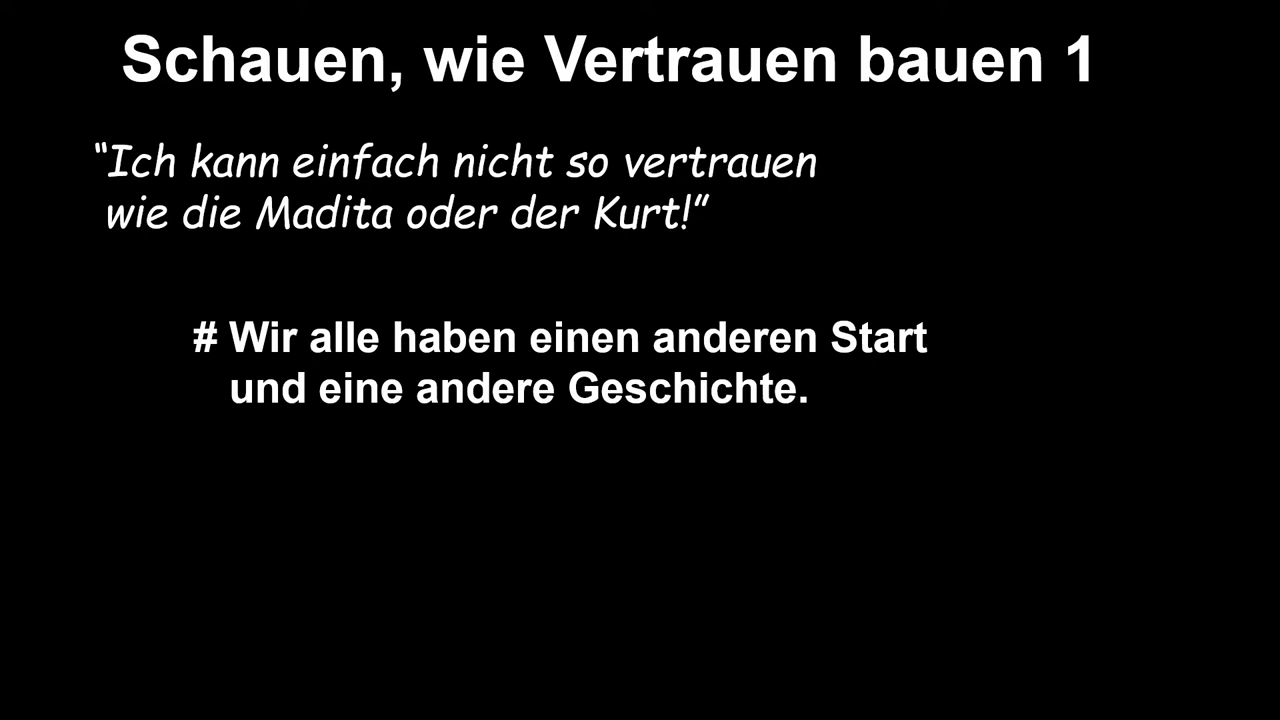 Schauen, wie Vertrauen bauen 1
“Ich kann einfach nicht so vertrauen
wie die Madita oder der Kurt!”
# Wir alle haben einen anderen Start
und eine andere Geschichte.